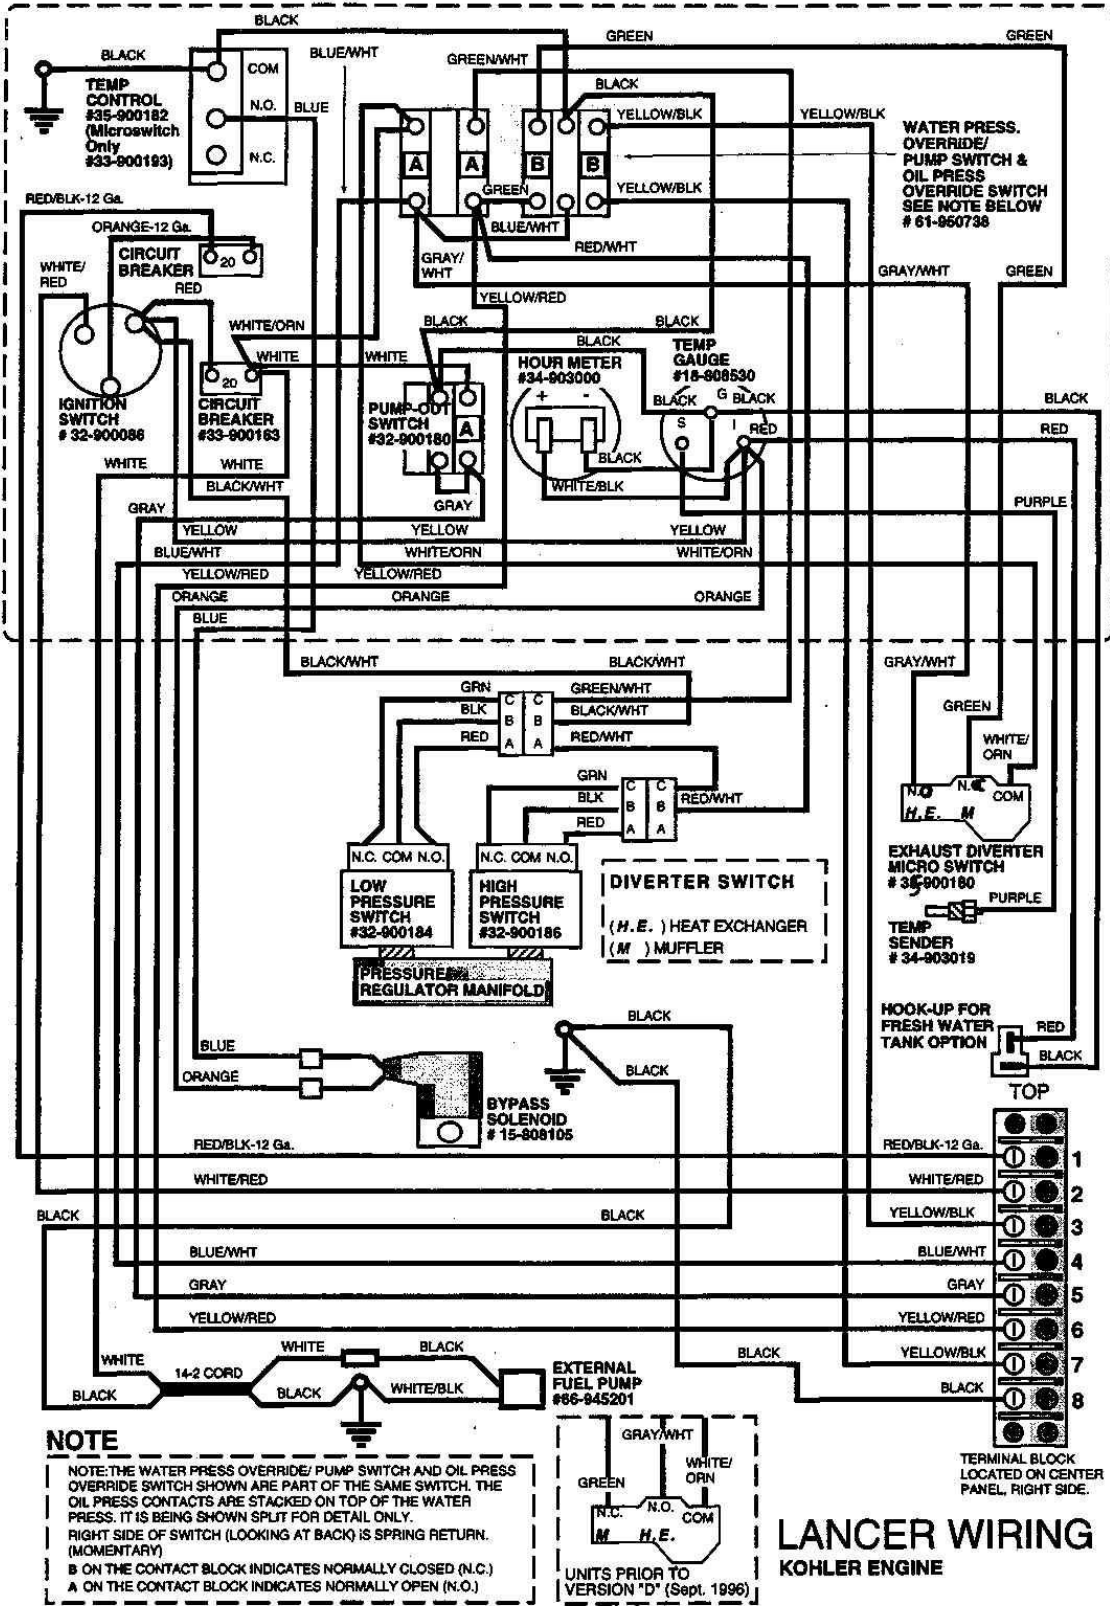 BLACK
GREEN
GREEN
BLACK
COM
BLUE/WHT
GREEN/WHT
TEMP
CONTROL
#35-900182
(Microswitch
Only
#33-900193)
N.O.
BLUE
N.C.
BLACK
YELLOW/BLK
YELLOW/BLK
WATER PRESS.
OVERRIDE/
PUMP SWITCH &
OIL PRESS
OVERRIDE SWITCH
SEE NOTE BELOW
# 61-950738
A A B B
GREEN
YELLOW/BLK
RED/BLK-12 Ga.
BLUE/WHT
RED/WHT
ORANGE-12 Ga.
CIRCUIT
BREAKER
20
GRAY/
WHT
GRAY/WHT
GREEN
WHITE/
RED
RED
YELLOW/RED
WHITE/ORN
BLACK
BLACK
WHITE
WHITE
BLACK
HOUR METER
#34-903000
TEMP
GAUGE
#18-808530
20
+ -
IGNITION
SWITCH
# 32-900086
CIRCUIT
BREAKER
#33-900163
PUMP-OUT
SWITCH
#32-900180
A
BLACK
G
BLACK
BLACK
S
I
RED
RED
WHITE
WHITE
BLACK
BLACK/WHT
WHITE/BLK
GRAY
GRAY
PURPLE
YELLOW
YELLOW
YELLOW
BLUE/WHT
WHITE/ORN
WHITE/ORN
YELLOW/RED
YELLOW/RED
ORANGE
ORANGE
ORANGE
BLUE
BLACK/WHT
BLACK/WHT
GRAY/WHT
GRN
C C
GREEN/WHT
BLK
B B
BLACK/WHT
RED
A A
RED/WHT
GREEN
WHITE/
ORN
GRN
C C
BLK
B B
RED/WHT
RED
A A
N.O
N.C
COM
H.E. M
EXHAUST DIVERTER
MICRO SWITCH
# 35-900180
N.C. COM N.O.
N.C. COM N.O.
LOW
PRESSURE
SWITCH
#32-900184
HIGH
PRESSURE
SWITCH
#32-900186
DIVERTER SWITCH
(H.E. ) HEAT EXCHANGER
(M ) MUFFLER
PURPLE
TEMP
SENDER
# 34-903019
PRESSURE
REGULATOR MANIFOLD
HOOK-UP FOR
FRESH WATER
TANK OPTION
RED
BLACK
BLACK
BLUE
ORANGE
BLACK
TOP
BYPASS
SOLENOID
# 15-808105
RED/BLK-12 Ga.
RED/BLK-12 Ga.
1
WHITE/RED
WHITE/RED
2
BLACK
BLACK
YELLOW/BLK
3
BLUE/WHT
BLUE/WHT
4
GRAY
GRAY
5
YELLOW/RED
YELLOW/RED
6
WHITE
BLACK
BLACK
YELLOW/BLK
7
WHITE
14-2 CORD
BLACK
BLACK
WHITE/BLK
EXTERNAL
FUEL PUMP
#66-945201
BLACK
8
NOTE
NOTE:THE WATER PRESS OVERRIDE/ PUMP SWITCH AND OIL PRESS
OVERRIDE SWITCH SHOWN ARE PART OF THE SAME SWITCH. THE
OIL PRESS CONTACTS ARE STACKED ON TOP OF THE WATER
PRESS. IT IS BEING SHOWN SPLIT FOR DETAIL ONLY.
RIGHT SIDE OF SWITCH (LOOKING AT BACK) IS SPRING RETURN.
(MOMENTARY)
B ON THE CONTACT BLOCK INDICATES NORMALLY CLOSED (N.C.)
A ON THE CONTACT BLOCK INDICATES NORMALLY OPEN (N.O.)
GRAY/WHT
WHITE/
ORN
GREEN
N.C.
N.O.
COM
M H.E.
UNITS PRIOR TO
VERSION "D" (Sept. 1996)
TERMINAL BLOCK
LOCATED ON CENTER
PANEL, RIGHT SIDE.
LANCER WIRING
KOHLER ENGINE